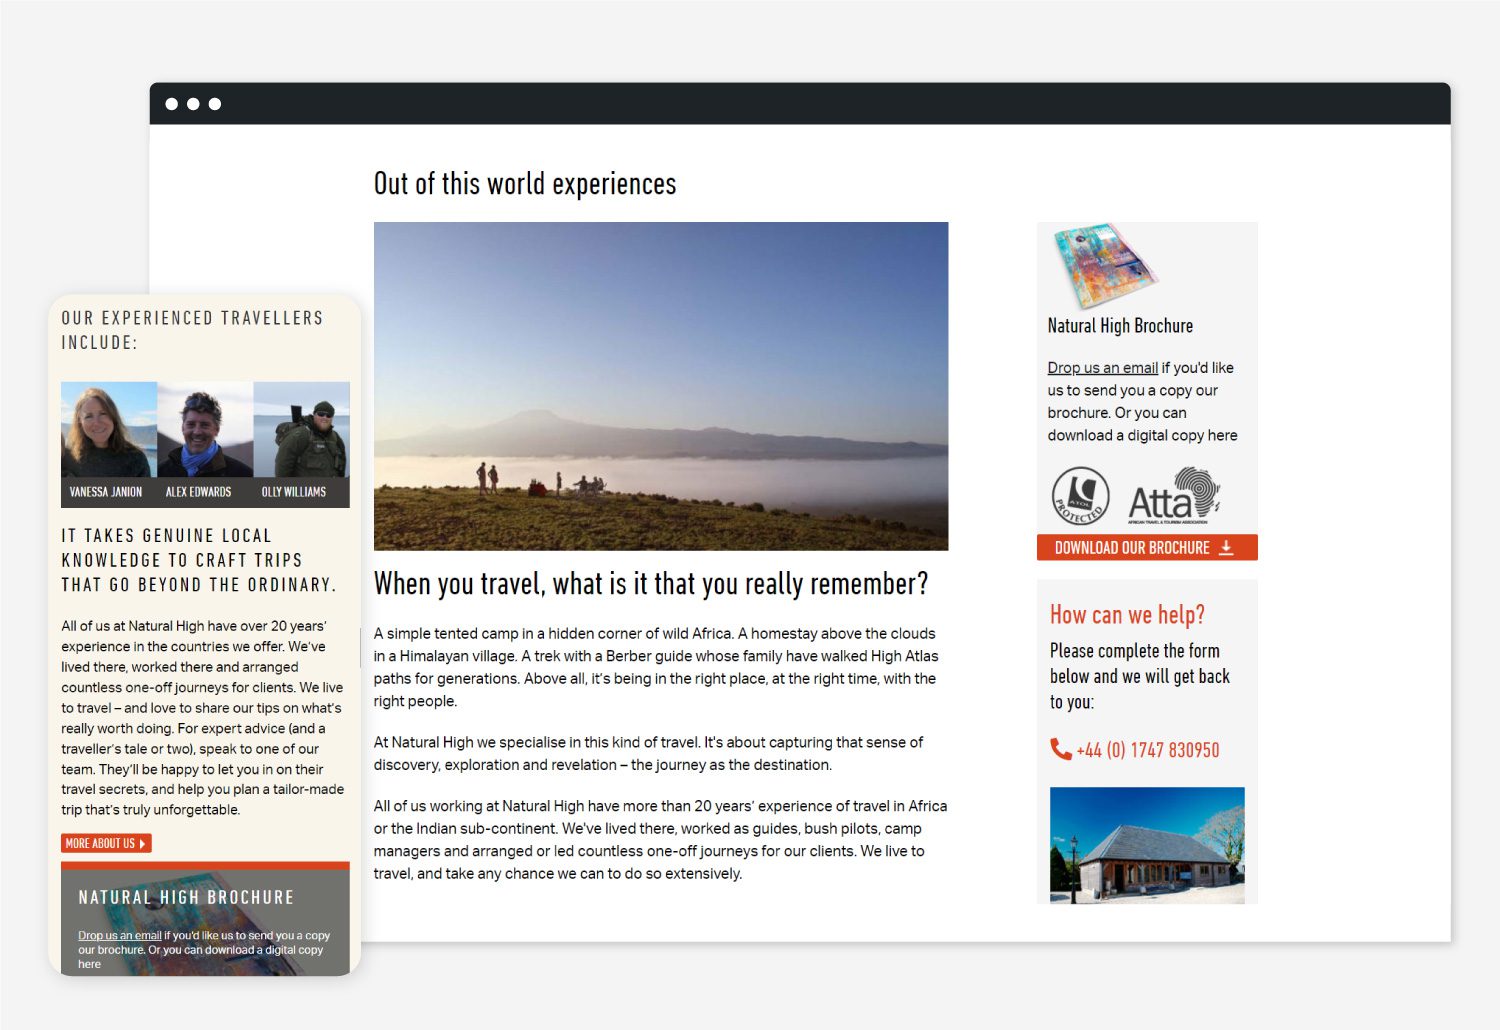 Out of this world experiences
When you travel, what is it that you really remember?
A simple tented camp in a hidden corner of wild Africa. A homestay above the clouds
in a Himalayan village. A trek with a Berber guide whose family have walked High Atlas
paths for generations. Above all, it's being in the right place, at the right time, with the
right people.
At Natural High we specialise in this kind of travel. It's about capturing that sense of
discovery, exploration and revelation – the journey as the destination.
All of us working at Natural High have more than 20 years' experience of travel in Africa
or the Indian sub-continent. We've lived there, worked as guides, bush pilots, camp
managers and arranged or led countless one-off journeys for our clients. We live to
travel, and take any chance we can to do so extensively.
Natural High Brochure
Drop us an email if you'd like
us to send you a copy our
brochure. Or you can
download a digital copy here
ATOL
PROTECTED
Atta
AFRICAN TRAVEL & TOURISM ASSOCIATION
DOWNLOAD OUR BROCHURE
How can we help?
Please complete the form
below and we will get back
to you:
+44 (0) 1747 830950
OUR EXPERIENCED TRAVELLERS
INCLUDE:
VANESSA JANION
ALEX EDWARDS
OLLY WILLIAMS
IT TAKES GENUINE LOCAL
KNOWLEDGE TO CRAFT TRIPS
THAT GO BEYOND THE ORDINARY.
All of us at Natural High have over 20 years'
experience in the countries we offer. We've
lived there, worked there and arranged
countless one-off journeys for clients. We live
to travel – and love to share our tips on what's
really worth doing. For expert advice (and a
traveller's tale or two), speak to one of our
team. They'll be happy to let you in on their
travel secrets, and help you plan a tailor-made
trip that's truly unforgettable.
MORE ABOUT US
NATURAL HIGH BROCHURE
Drop us an email if you'd like us to send you a copy
our brochure. Or you can download a digital copy
here